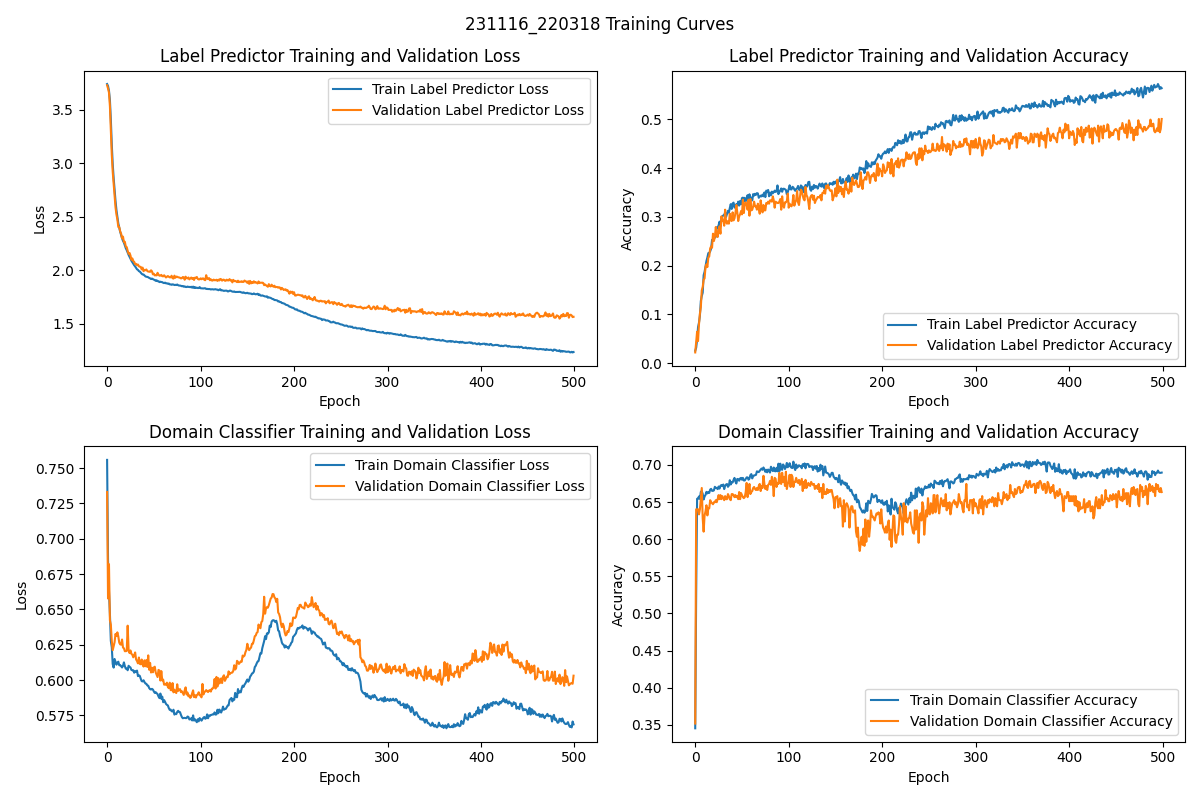 231116_220318 Training Curves
Label Predictor Training and Validation Loss
Train Label Predictor Loss
Validation Label Predictor Loss
3.5
3.0
2.5
2.0
1.5
Loss
0 100 200 300 400 500
Epoch
Label Predictor Training and Validation Accuracy
0.5
0.4
0.3
0.2
0.1
0.0
Accuracy
Train Label Predictor Accuracy
Validation Label Predictor Accuracy
0 100 200 300 400 500
Epoch
Domain Classifier Training and Validation Loss
Train Domain Classifier Loss
Validation Domain Classifier Loss
0.750
0.725
0.700
0.675
0.650
0.625
0.600
0.575
Loss
0 100 200 300 400 500
Epoch
Domain Classifier Training and Validation Accuracy
0.70
0.65
0.60
0.55
0.50
0.45
0.40
0.35
Accuracy
Train Domain Classifier Accuracy
Validation Domain Classifier Accuracy
0 100 200 300 400 500
Epoch